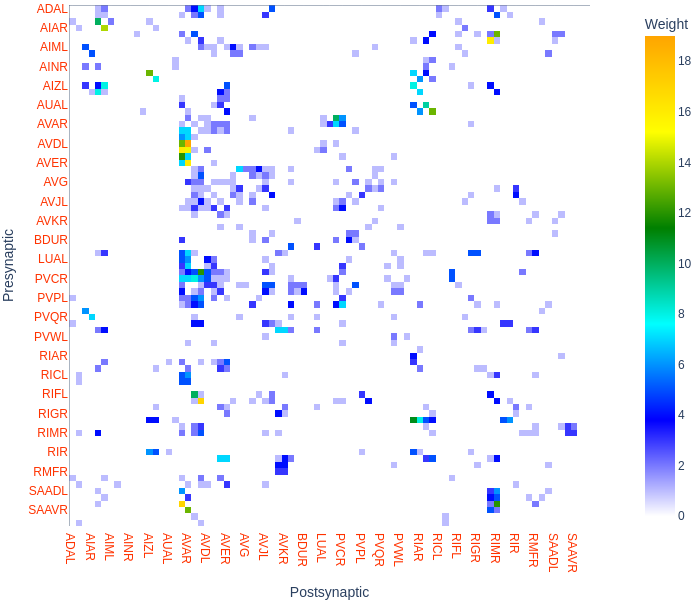 Weight
ADAL
AIAR
AIML
AINR
AIZL
AUAL
AVAR
AVDL
AVER
AVG
AVJL
AVKR
BDUR
LUAL
PVCR
PVPL
PVQR
PVWL
RIAR
RICL
RIFL
RIGR
RIMR
RIR
RMFR
SAADL
SAAVR
Presynaptic
18
16
14
12
10
8
6
4
2
0
ADAL
AIAR
AIML
AINR
AIZL
AUAL
AVAR
AVDL
AVER
AVG
AVJL
AVKR
BDUR
LUAL
PVCR
PVPL
PVQR
PVWL
RIAR
RICL
RIFL
RIGR
RIMR
RIR
RMFR
SAADL
SAAVR
Postsynaptic